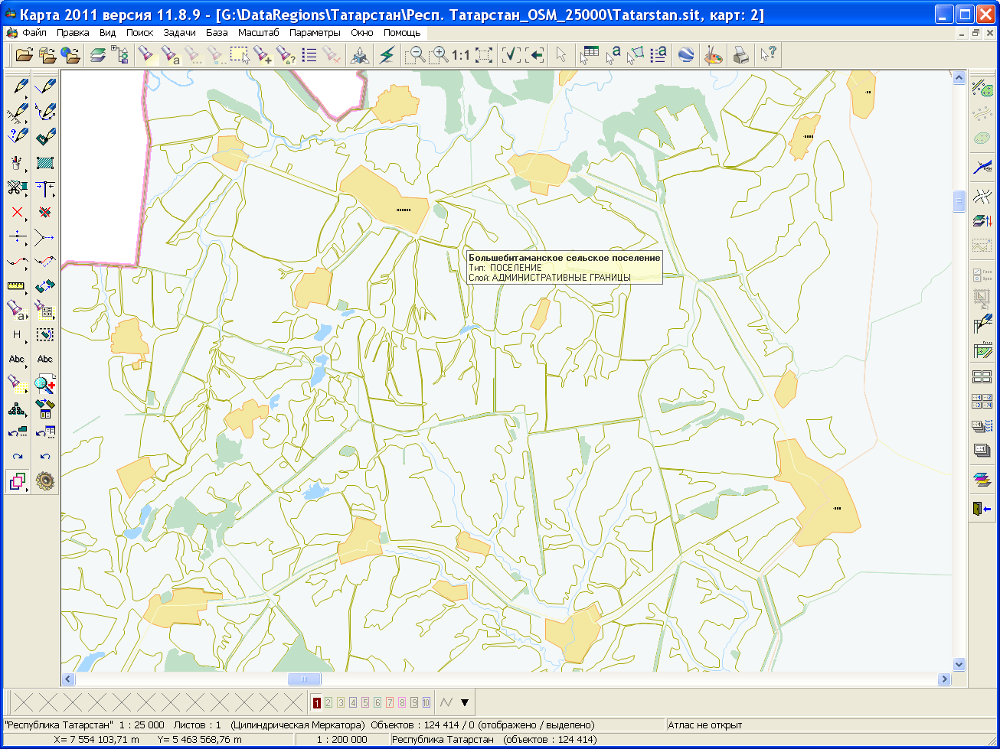 Карта 2011 версия 11.8.9 - [G:\DataRegions\Татарстан\Респ. Татарстан_OSM_25000\Tatarstan.sit, карт: 2]
Файл Правка Вид Поиск Задачи База Масштаб Параметры Окно Помощь
1:1
Большебитаманское сельское поселение
Тип: ПОСЕЛЕНИЕ
Слой: АДМИНИСТРАТИВНЫЕ ГРАНИЦЫ
H
Abc Abc
1 2 3 4 5 6 7 8 9 10
"Республика Татарстан" 1 : 25 000 Листов : 1 (Цилиндрическая Меркатора) Объектов : 124 414 / 0 (отображено / выделено) Атлас не открыт
X= 7 554 103,71 m Y= 5 463 568,76 m 1 : 200 000 Республика Татарстан (объектов : 124 414)